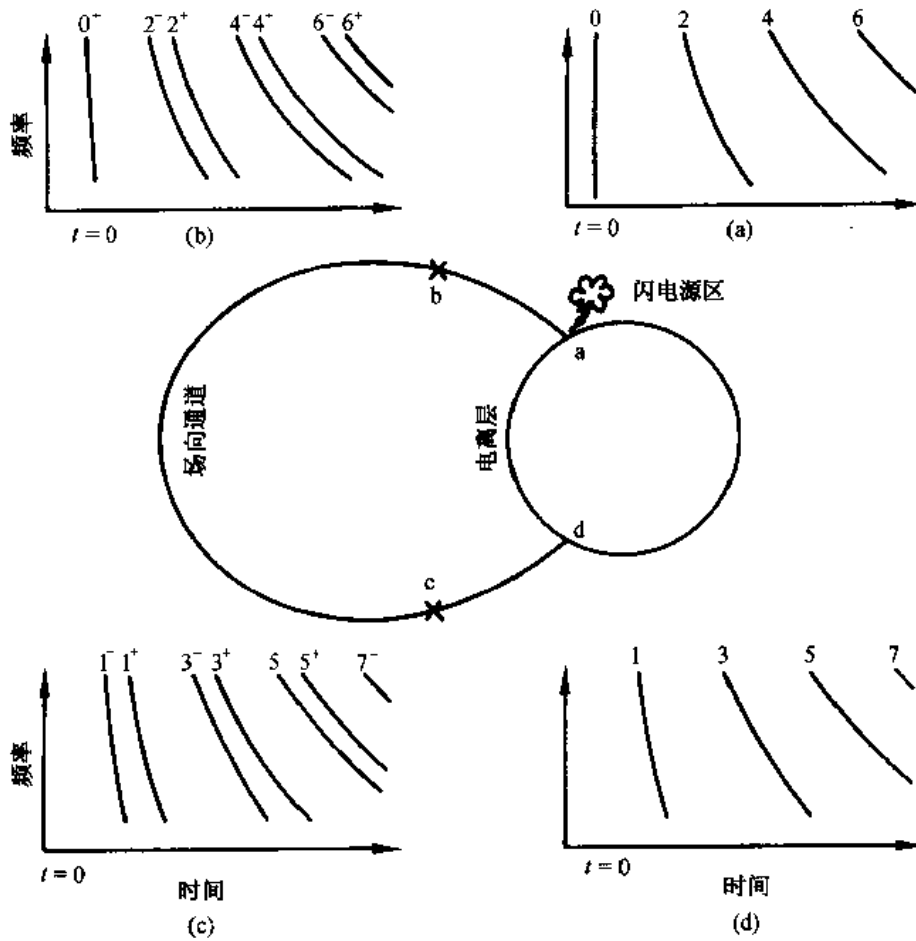 0⁺ 2⁻ 2⁺ 4⁻ 4⁺ 6⁻ 6⁺
频率
t = 0
(b)
0 2 4 6
t = 0
(a)
b
闪电源区
a
场向通道
电离层
d
c
1⁻ 1⁺ 3⁻ 3⁺ 5 5⁺ 7⁻
频率
t = 0
时间
(c)
1 3 5 7
t = 0
时间
(d)